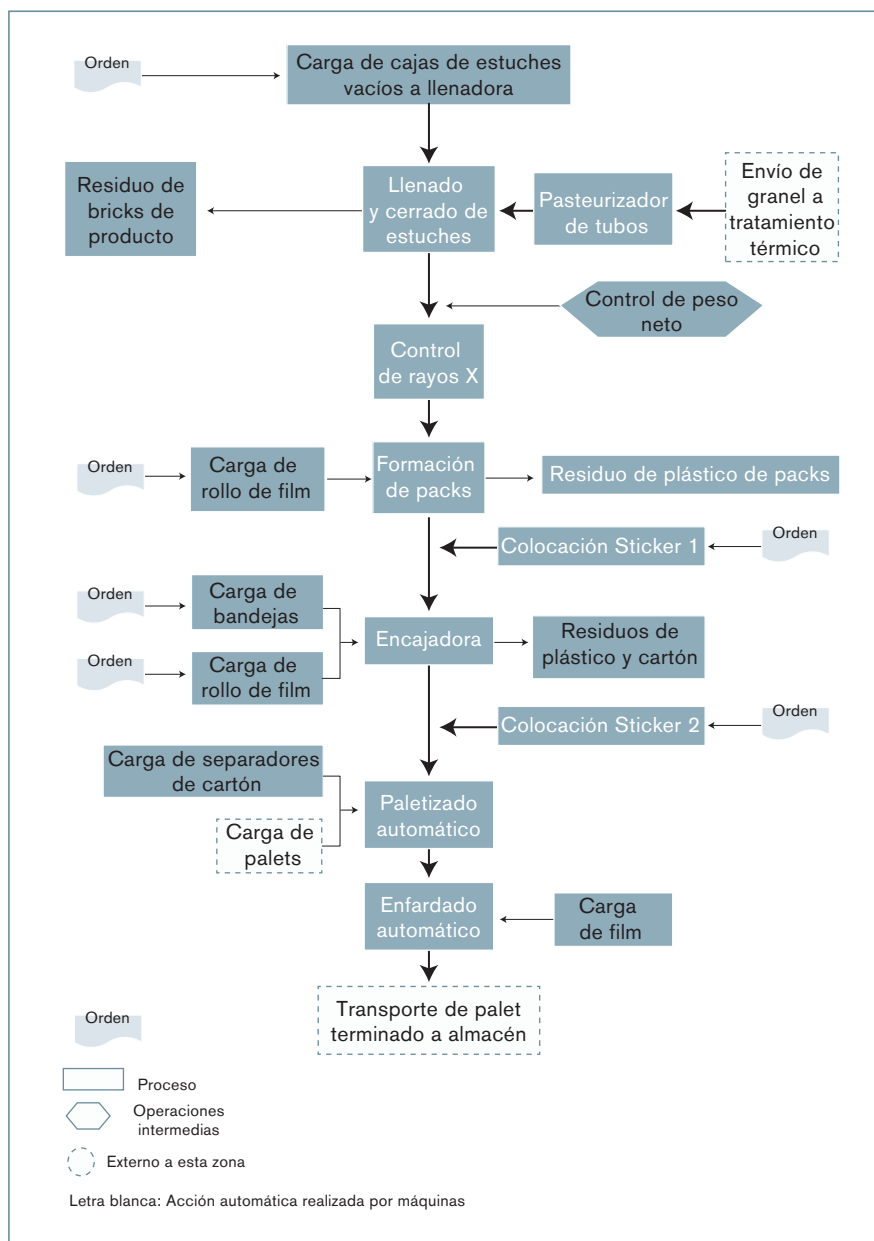 Orden
Carga de cajas de estuches
vacíos a llenadora
Residuo de
bricks de
producto
Llenado
y cerrado de
estuches
Pasteurizador
de tubos
Envío de
granel a
tratamiento
térmico
Control de peso
neto
Control
de rayos X
Orden
Carga de
rollo de film
Formación
de packs
Residuo de plástico de packs
Colocación Sticker 1
Orden
Orden
Carga de
bandejas
Orden
Carga de
rollo de film
Encajadora
Residuos de
plástico y cartón
Colocación Sticker 2
Orden
Carga de separadores
de cartón
Carga de
palets
Paletizado
automático
Enfardado
automático
Carga
de film
Transporte de palet
terminado a almacén
Orden
Proceso
Operaciones
intermedias
Externo a esta zona
Letra blanca: Acción automática realizada por máquinas